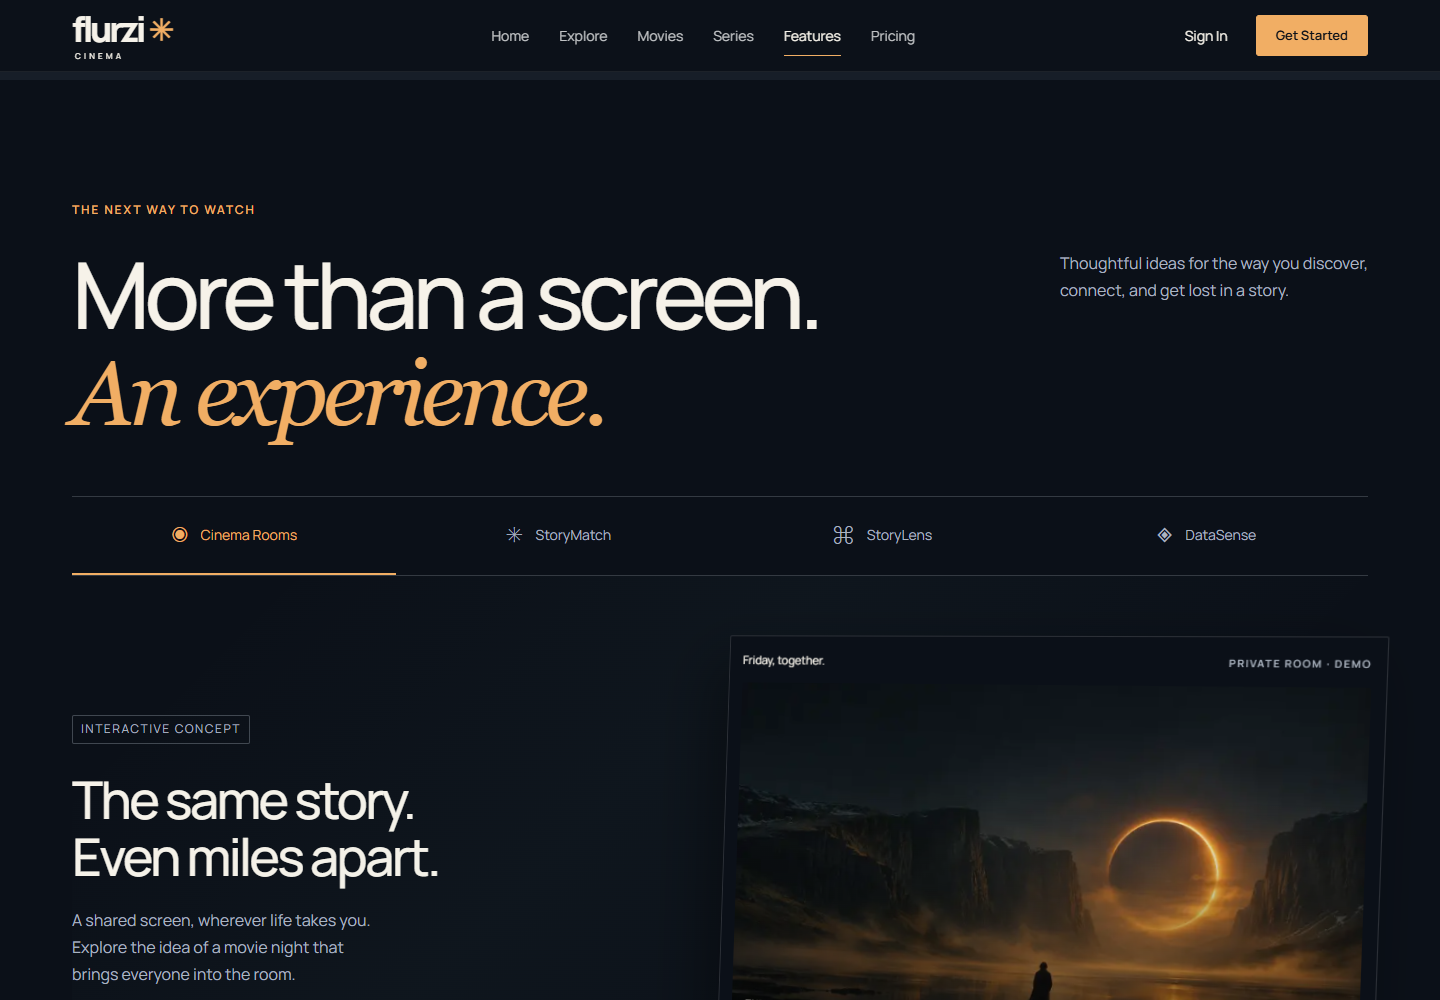 flurzi
CINEMA
Home
Explore
Movies
Series
Features
Pricing
Sign In
Get Started
THE NEXT WAY TO WATCH
More than a screen.
An experience.
Thoughtful ideas for the way you discover,
connect, and get lost in a story.
Cinema Rooms
StoryMatch
StoryLens
DataSense
INTERACTIVE CONCEPT
The same story.
Even miles apart.
A shared screen, wherever life takes you.
Explore the idea of a movie night that
brings everyone into the room.
Friday, together.
PRIVATE ROOM · DEMO